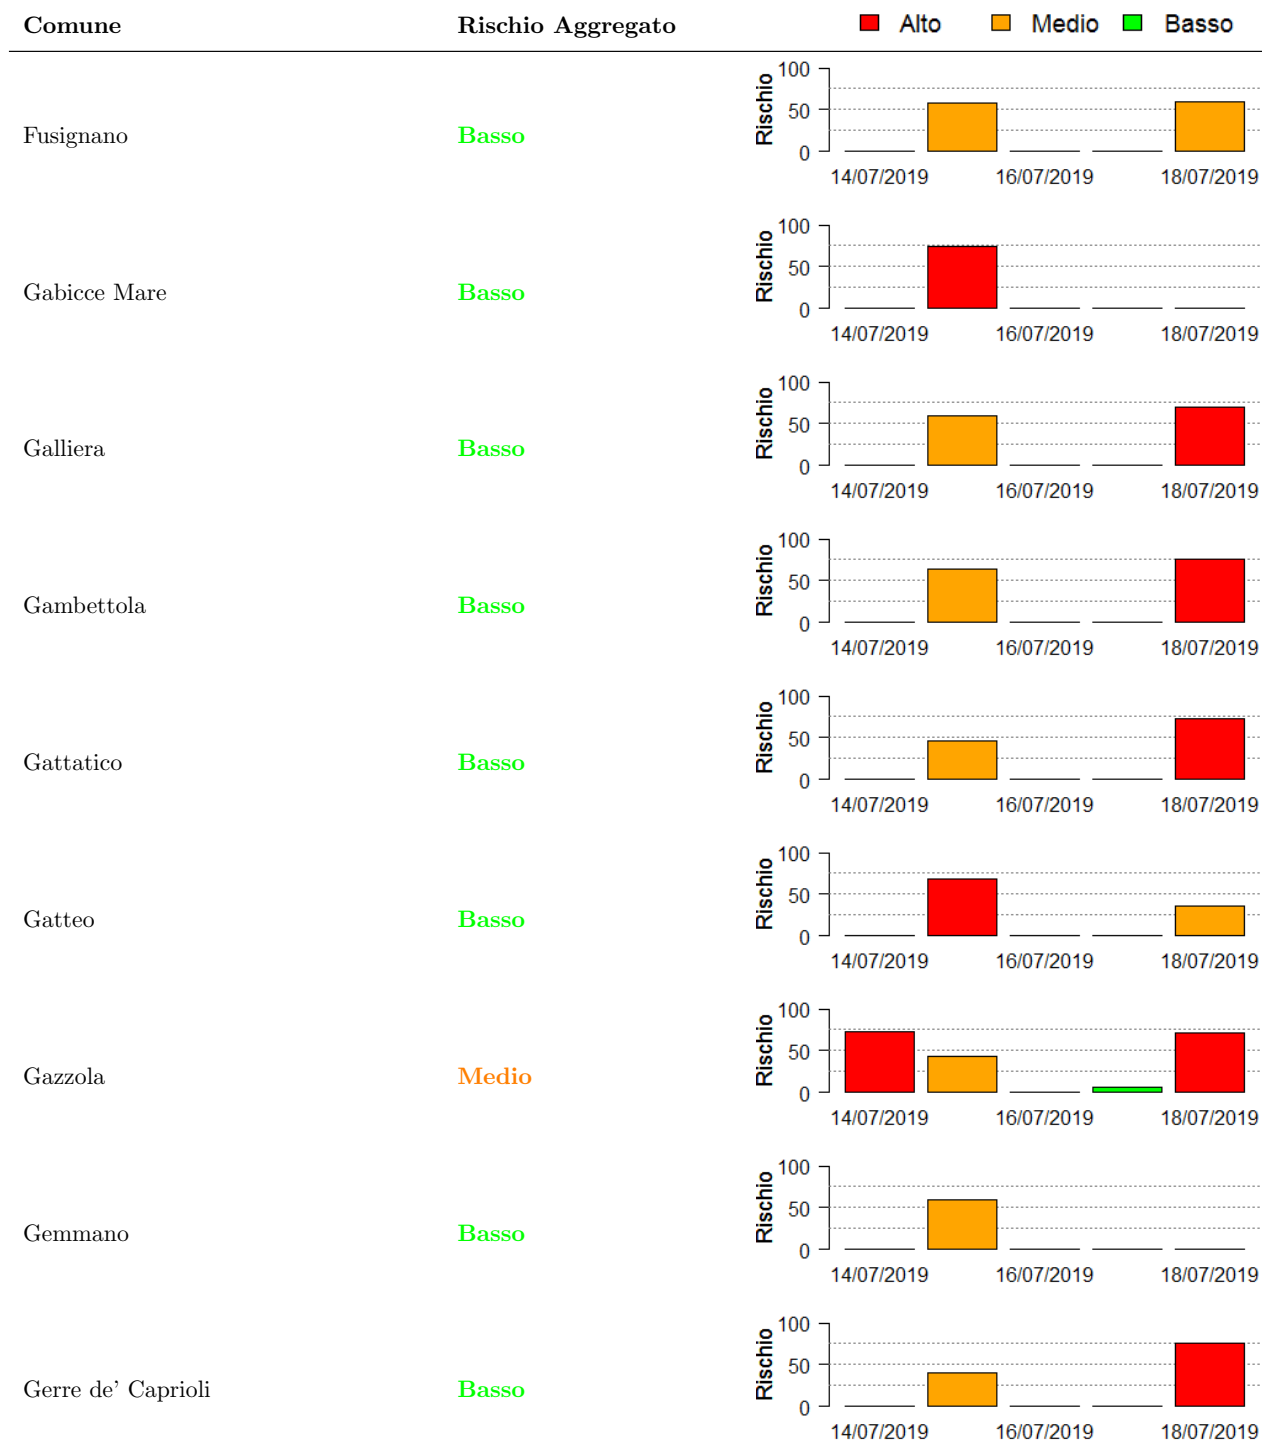 Comune Rischio Aggregato Alto Medio Basso
Fusignano Basso Rischio 100 50 0
14/07/2019 16/07/2019 18/07/2019
Gabicce Mare Basso Rischio 100 50 0
14/07/2019 16/07/2019 18/07/2019
Galliera Basso Rischio 100 50 0
14/07/2019 16/07/2019 18/07/2019
Gambettola Basso Rischio 100 50 0
14/07/2019 16/07/2019 18/07/2019
Gattatico Basso Rischio 100 50 0
14/07/2019 16/07/2019 18/07/2019
Gatteo Basso Rischio 100 50 0
14/07/2019 16/07/2019 18/07/2019
Gazzola Medio Rischio 100 50 0
14/07/2019 16/07/2019 18/07/2019
Gemmano Basso Rischio 100 50 0
14/07/2019 16/07/2019 18/07/2019
Gerre de' Caprioli Basso Rischio 100 50 0
14/07/2019 16/07/2019 18/07/2019